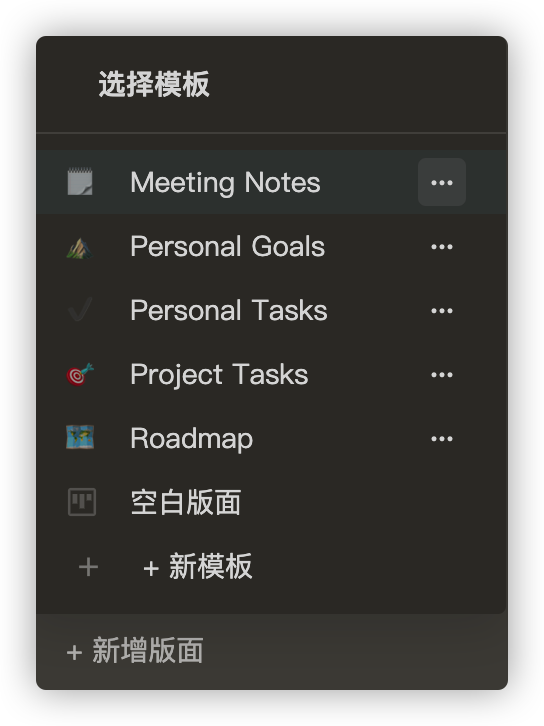 选择模板
Meeting Notes
Personal Goals
Personal Tasks
Project Tasks
Roadmap
空白版面
+ 新模板
+ 新增版面